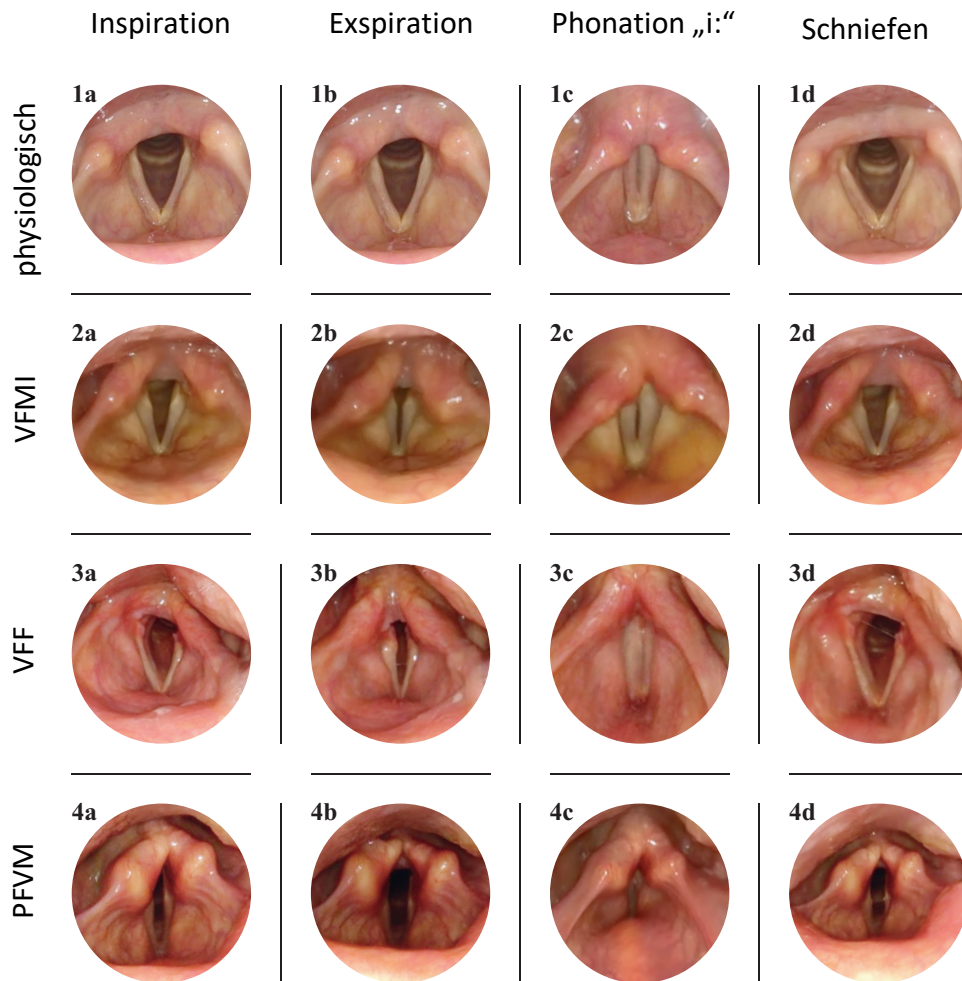 Inspiration
Exspiration
Phonation „i:“
Schniefen
physiologisch
1a
1b
1c
1d
VFMI
2a
2b
2c
2d
VFF
3a
3b
3c
3d
PFVM
4a
4b
4c
4d